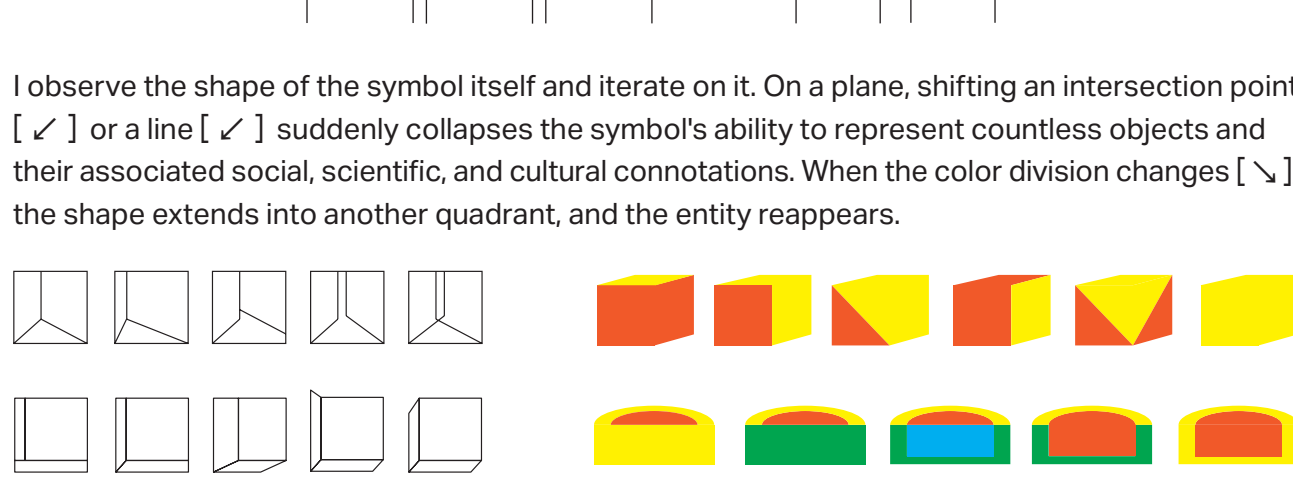 I observe the shape of the symbol itself and iterate on it. On a plane, shifting an intersection point
[ ↙ ] or a line [ ↙ ] suddenly collapses the symbol's ability to represent countless objects and
their associated social, scientific, and cultural connotations. When the color division changes [ ↘ ]
the shape extends into another quadrant, and the entity reappears.